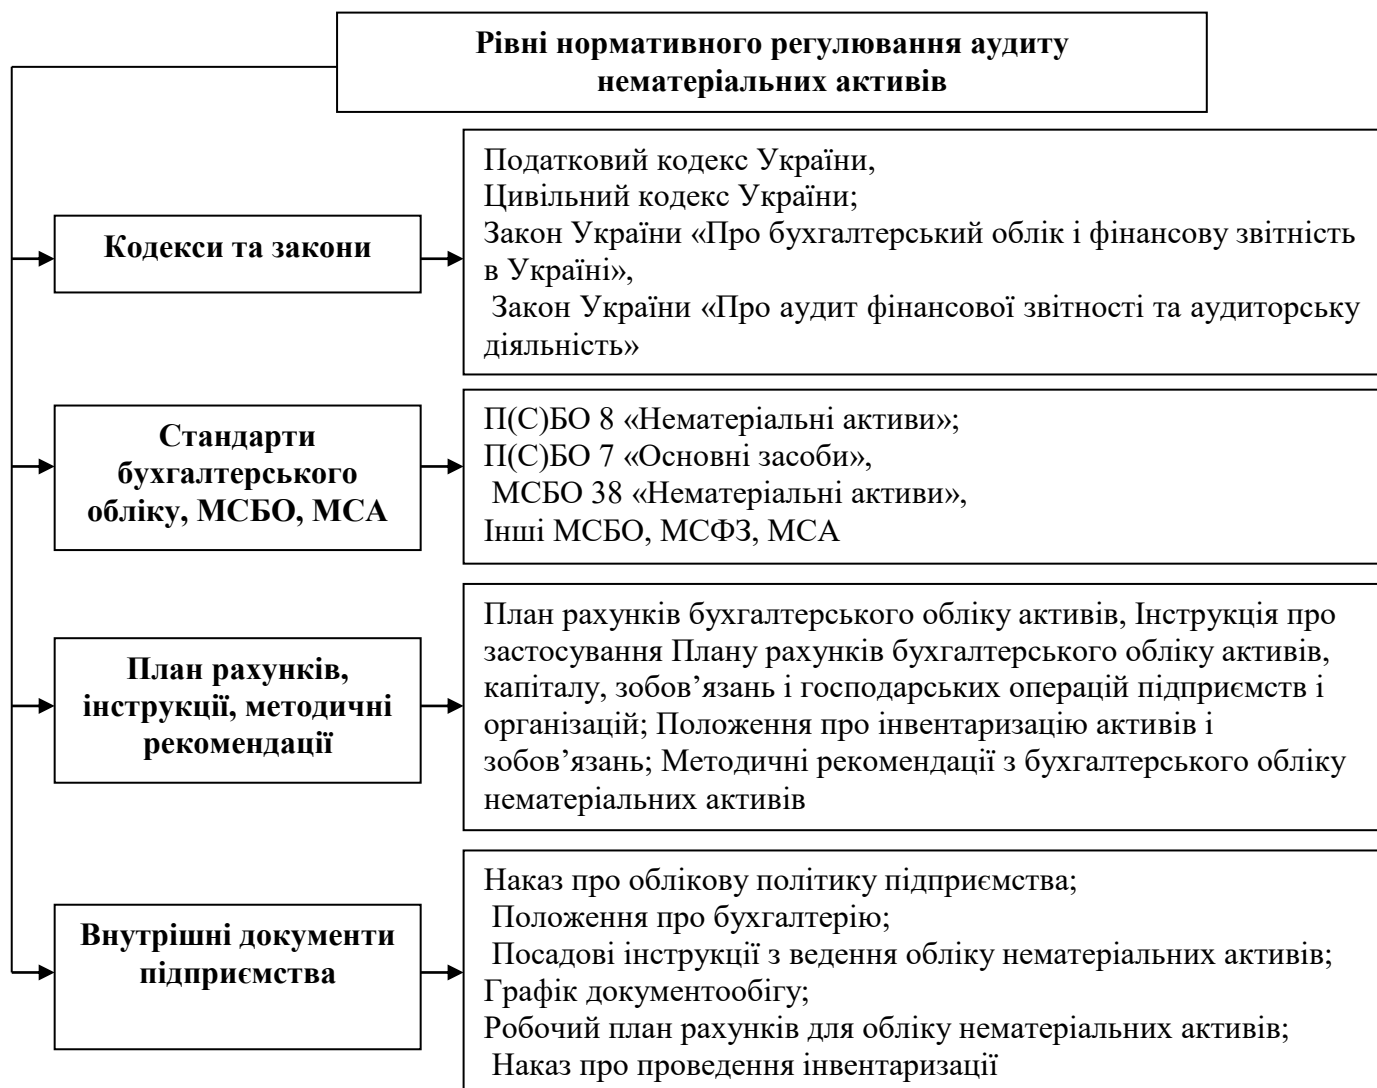 Рівні нормативного регулювання аудиту
нематеріальних активів
Кодекси та закони
Податковий кодекс України,
Цивільний кодекс України;
Закон України «Про бухгалтерський облік і фінансову звітність
в Україні»,
Закон України «Про аудит фінансової звітності та аудиторську
діяльність»
Стандарти
бухгалтерського
обліку, МСБО, МСА
П(С)БО 8 «Нематеріальні активи»;
П(С)БО 7 «Основні засоби»,
МСБО 38 «Нематеріальні активи»,
Інші МСБО, МСФЗ, МСА
План рахунків,
інструкції, методичні
рекомендації
План рахунків бухгалтерського обліку активів, Інструкція про
застосування Плану рахунків бухгалтерського обліку активів,
капіталу, зобов’язань і господарських операцій підприємств і
організацій; Положення про інвентаризацію активів і
зобов’язань; Методичні рекомендації з бухгалтерського обліку
нематеріальних активів
Внутрішні документи
підприємства
Наказ про облікову політику підприємства;
Положення про бухгалтерію;
Посадові інструкції з ведення обліку нематеріальних активів;
Графік документообігу;
Робочий план рахунків для обліку нематеріальних активів;
Наказ про проведення інвентаризації